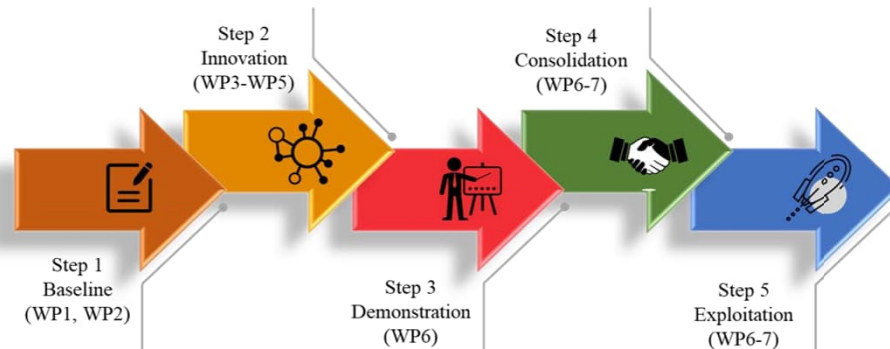 Step 1
Baseline
(WP1, WP2)
Step 2
Innovation
(WP3-WP5)
Step 3
Demonstration
(WP6)
Step 4
Consolidation
(WP6-7)
Step 5
Exploitation
(WP6-7)